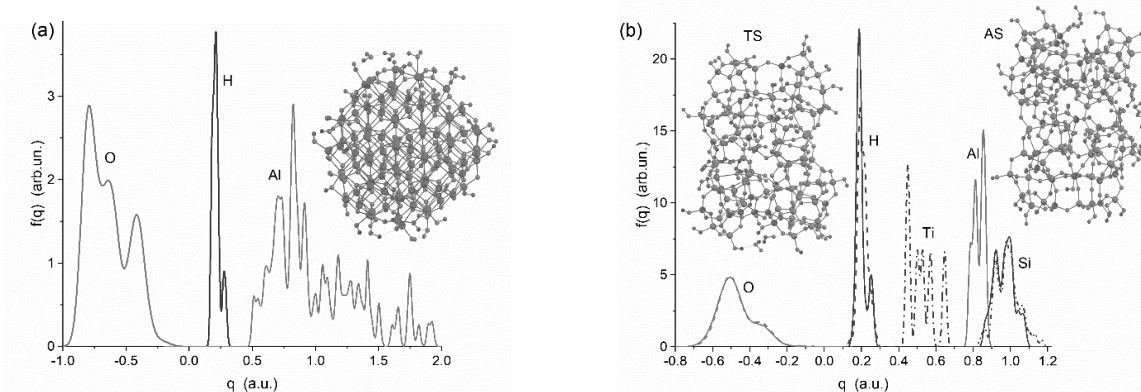 (a)
H
3
O
Al
2
1
0
f(q) (arb.un.)
-1.0 -0.5 0.0 0.5 1.0 1.5 2.0
q (a.u.)
(b)
TS
AS
20
15
10
5
0
f(q) (arb.un.)
H
Al
Ti
Si
O
-0.8 -0.6 -0.4 -0.2 0.0 0.2 0.4 0.6 0.8 1.0 1.2
q (a.u.)